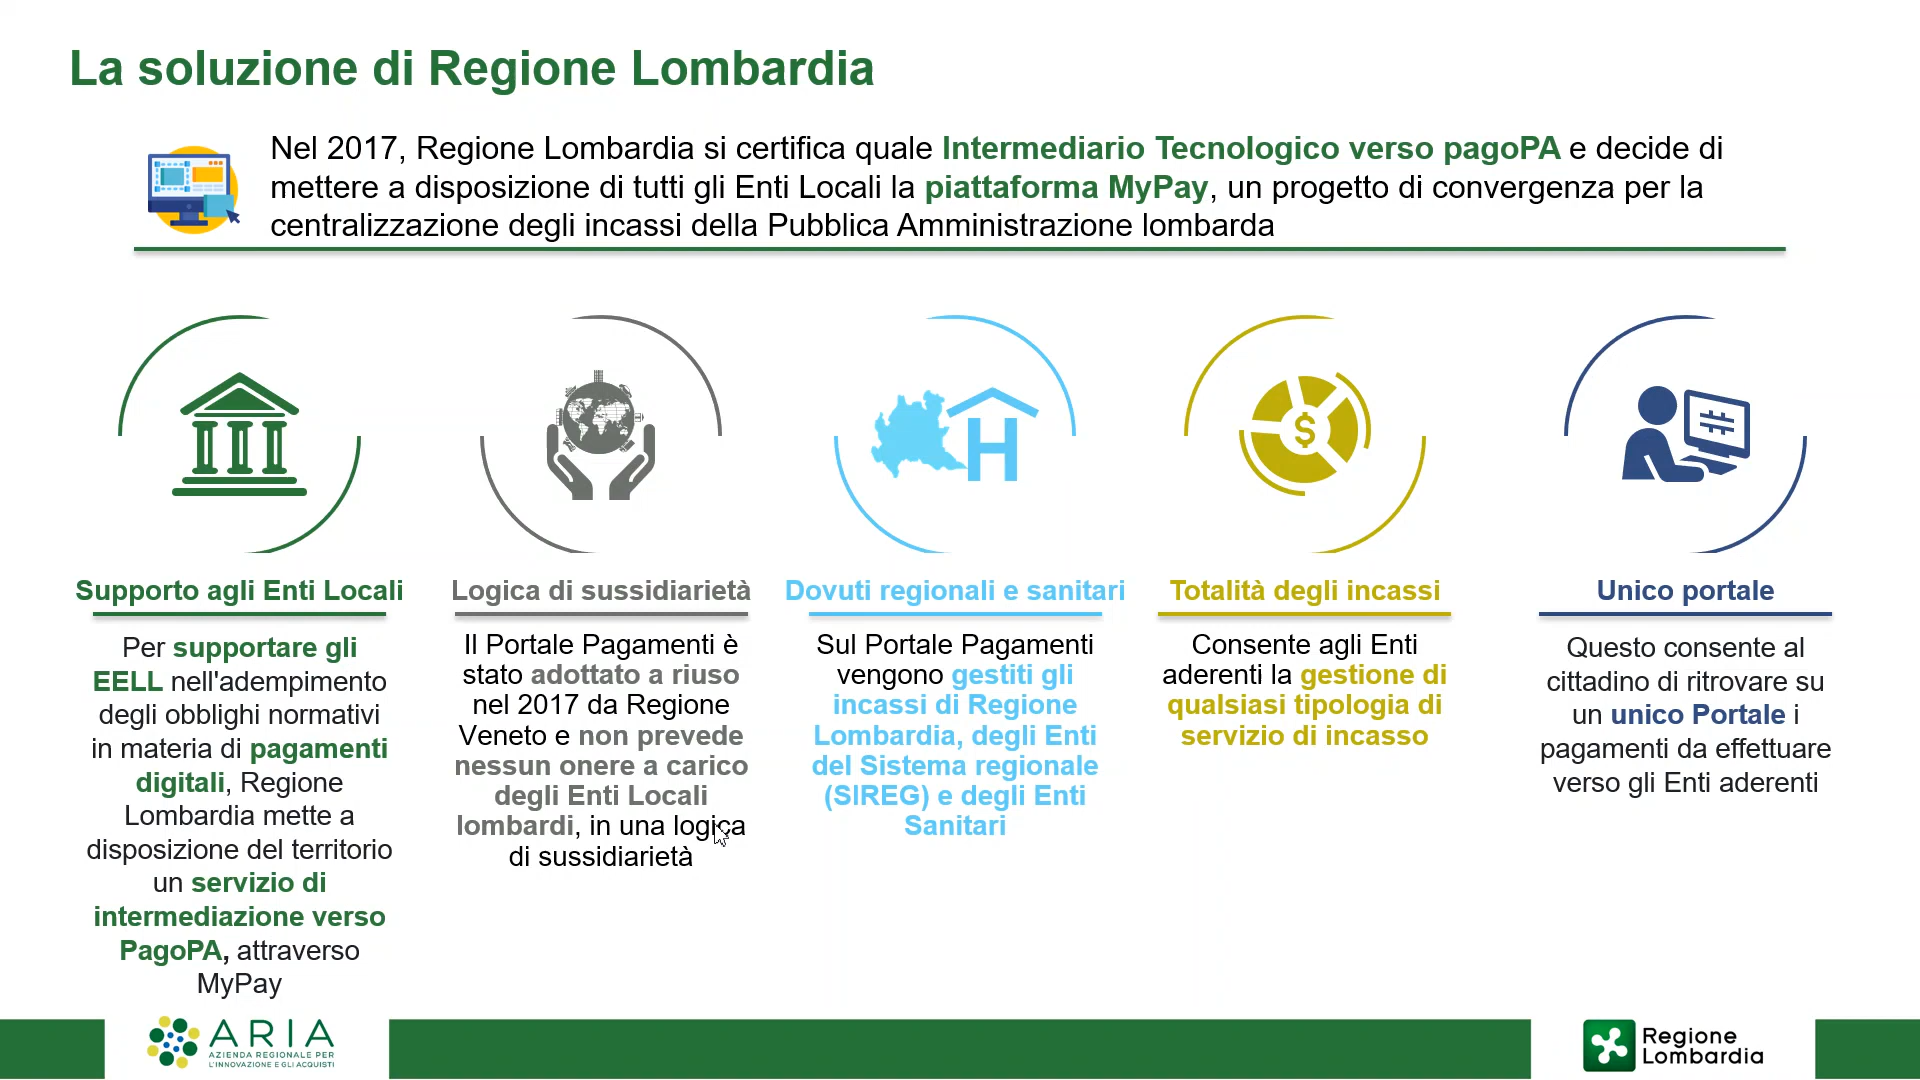 La soluzione di Regione Lombardia
Nel 2017, Regione Lombardia si certifica quale Intermediario Tecnologico verso pagoPA e decide di
mettere a disposizione di tutti gli Enti Locali la piattaforma MyPay, un progetto di convergenza per la
centralizzazione degli incassi della Pubblica Amministrazione lombarda
Supporto agli Enti Locali
Per supportare gli
EELL nell'adempimento
degli obblighi normativi
in materia di pagamenti
digitali, Regione
Lombardia mette a
disposizione del territorio
un servizio di
intermediazione verso
PagoPA, attraverso
MyPay
Logica di sussidiarietà
Il Portale Pagamenti è
stato adottato a riuso
nel 2017 da Regione
Veneto e non prevede
nessun onere a carico
degli Enti Locali
lombardi, in una logica
di sussidiarietà
Dovuti regionali e sanitari
Sul Portale Pagamenti
vengono gestiti gli
incassi di Regione
Lombardia, degli Enti
del Sistema regionale
(SIREG) e degli Enti
Sanitari
Totalità degli incassi
Consente agli Enti
aderenti la gestione di
qualsiasi tipologia di
servizio di incasso
Unico portale
Questo consente al
cittadino di ritrovare su
un unico Portale i
pagamenti da effettuare
verso gli Enti aderenti
H
$
ARIA
AZIENDA REGIONALE PER
L'INNOVAZIONE E GLI ACQUISTI
Regione
Lombardia